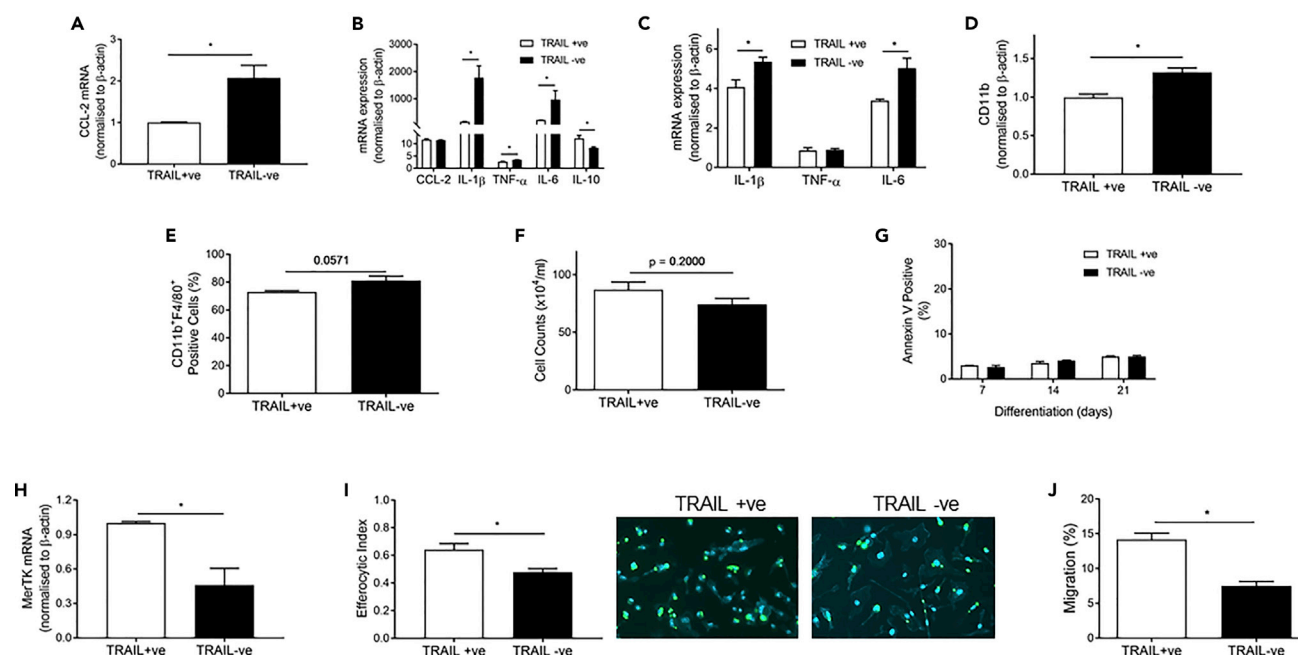 A
CCL-2 mRNA
(normalised to β-actin)
3
2
1
0
*
TRAIL+ve
TRAIL-ve
B
mRNA expression
(normalised to β-actin)
3000
2000
1000
10
5
0
*
*
*
*
TRAIL +ve
TRAIL -ve
CCL-2
IL-1β
TNF-α
IL-6
IL-10
C
mRNA expression
(normalised to β-actin)
6
4
2
0
*
*
TRAIL +ve
TRAIL -ve
IL-1β
TNF-α
IL-6
D
CD11b
(normalised to β-actin)
1.5
1.0
0.5
0.0
*
TRAIL +ve
TRAIL -ve
E
CD11b⁺F4/80⁺
Positive Cells (%)
100
80
60
40
20
0
0.0571
TRAIL+ve
TRAIL-ve
F
Cell Counts (x10⁴/ml)
100
50
0
p = 0.2000
TRAIL+ve
TRAIL-ve
G
Annexin V Positive
(%)
30
20
10
0
TRAIL +ve
TRAIL -ve
7
14
21
Differentiation (days)
H
MerTK mRNA
(normalised to β-actin)
1.2
0.9
0.6
0.3
0.0
*
TRAIL+ve
TRAIL-ve
I
Efferocytic Index
1.0
0.8
0.6
0.4
0.2
0.0
*
TRAIL +ve
TRAIL -ve
TRAIL +ve
TRAIL -ve
J
Migration (%)
20
15
10
5
0
*
TRAIL+ve
TRAIL-ve